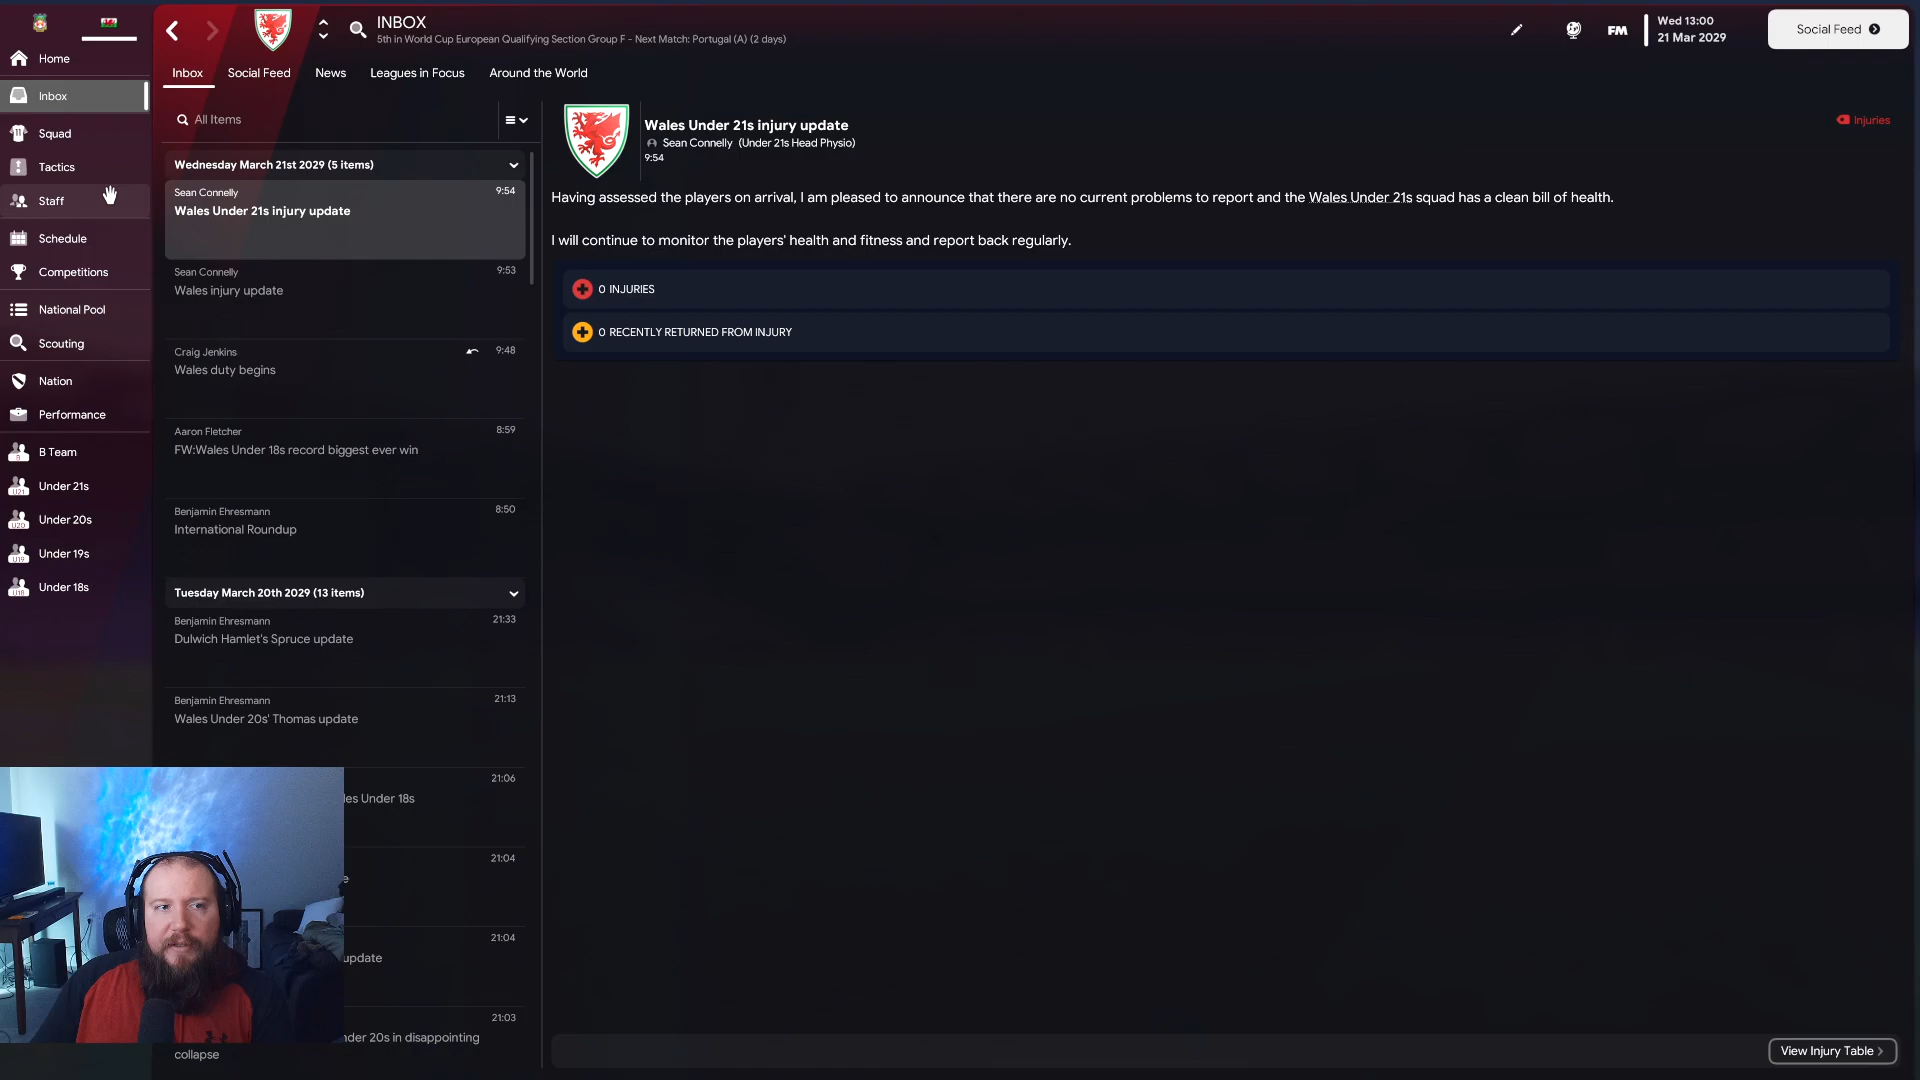 INBOX
5th in World Cup European Qualifying Section Group F - Next Match: Portugal (A) (2 days)
FM
Wed 13:00
21 Mar 2029
Social Feed
Home
Inbox
Squad
Tactics
Staff
Schedule
Competitions
National Pool
Scouting
Nation
Performance
B Team
Under 21s
Under 20s
Under 19s
Under 18s
Inbox
Social Feed
News
Leagues in Focus
Around the World
All Items
Wednesday March 21st 2029 (5 items)
Sean Connelly 9:54
Wales Under 21s injury update
Sean Connelly 9:53
Wales injury update
Craig Jenkins 9:48
Wales duty begins
Aaron Fletcher 8:59
FW:Wales Under 18s record biggest ever win
Benjamin Ehresmann 8:50
International Roundup
Tuesday March 20th 2029 (13 items)
Benjamin Ehresmann 21:33
Dulwich Hamlet's Spruce update
Benjamin Ehresmann 21:13
Wales Under 20s' Thomas update
21:06
les Under 18s
21:04
e
21:04
update
21:03
nder 20s in disappointing
collapse
Wales Under 21s injury update
Sean Connelly (Under 21s Head Physio)
9:54
Injuries
Having assessed the players on arrival, I am pleased to announce that there are no current problems to report and the Wales Under 21s squad has a clean bill of health.
I will continue to monitor the players' health and fitness and report back regularly.
0 INJURIES
0 RECENTLY RETURNED FROM INJURY
View Injury Table